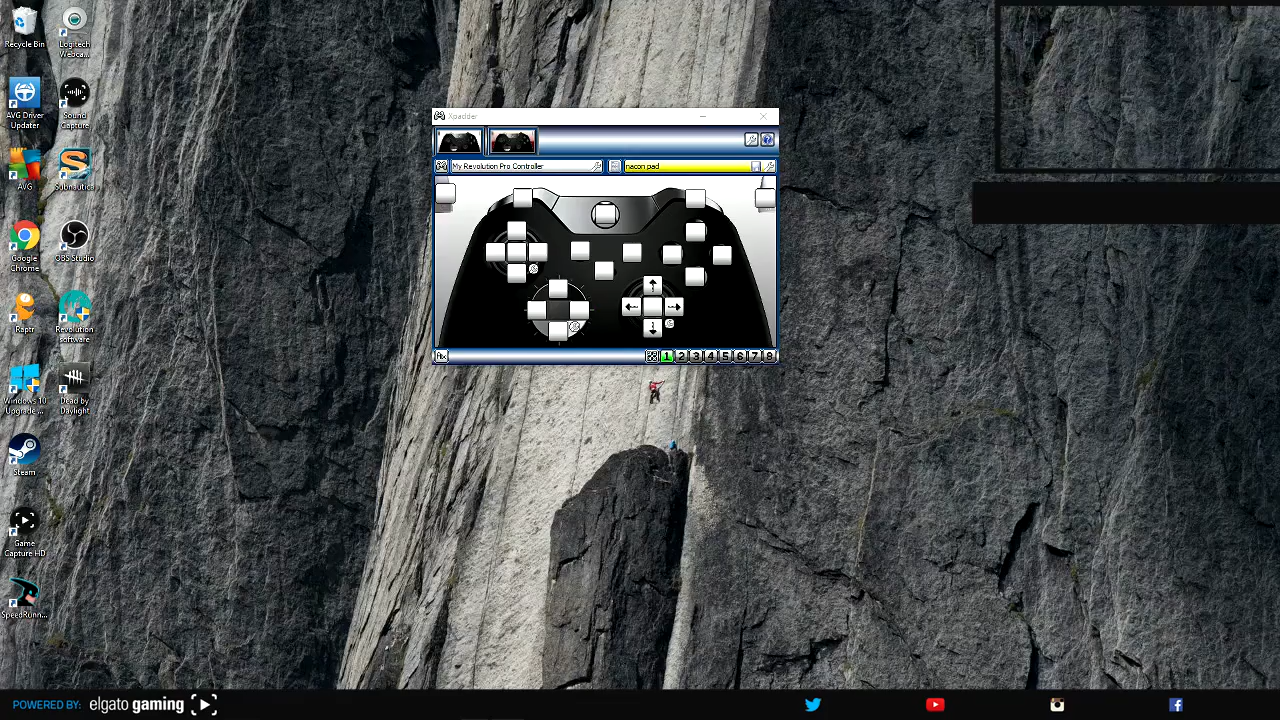 Recycle Bin
Logitech
Webca...
AVG Driver
Updater
Sound
Capture
AVG
Subnautica
Google
Chrome
OBS Studio
Raptr
Revolution
software
Windows 10
Upgrade ...
Dead by
Daylight
Steam
Game
Capture HD
SpeedRunn...
Xpadder
My Revolution Pro Controller
nacon pad
1 2 3 4 5 6 7 8
POWERED BY: elgato gaming